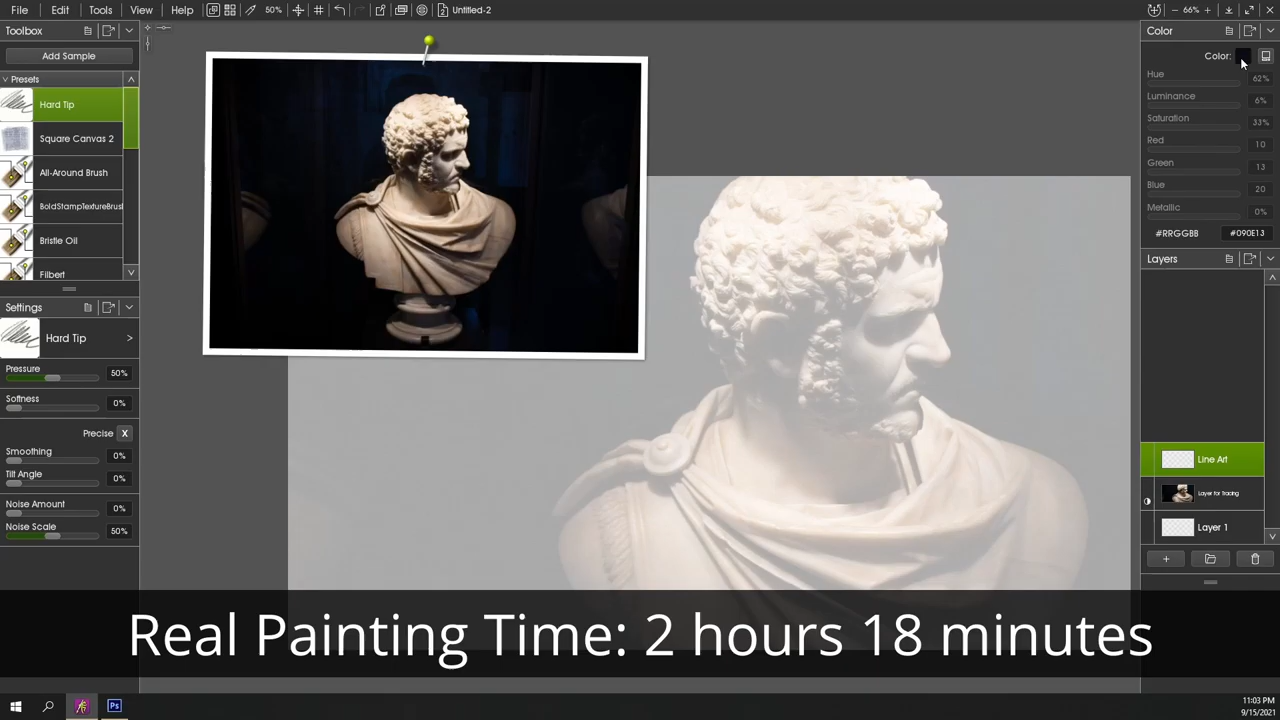 File Edit Tools View Help 50% Untitled-2 66%
Toolbox
Add Sample
Presets
Hard Tip
Square Canvas 2
All-Around Brush
BoldStampTextureBrush
Bristle Oil
Filbert
Settings
Hard Tip >
Pressure 50%
Softness 0%
Precise X
Smoothing 0%
Tilt Angle 0%
Noise Amount 0%
Noise Scale 50%
Color
Color:
Hue 62%
Luminance 6%
Saturation 33%
Red 10
Green 13
Blue 20
Metallic 0%
#RRGGBB #090E13
Layers
Line Art
Layer for Tracing
Layer 1
Real Painting Time: 2 hours 18 minutes
Ps
11:03 PM
9/15/2021